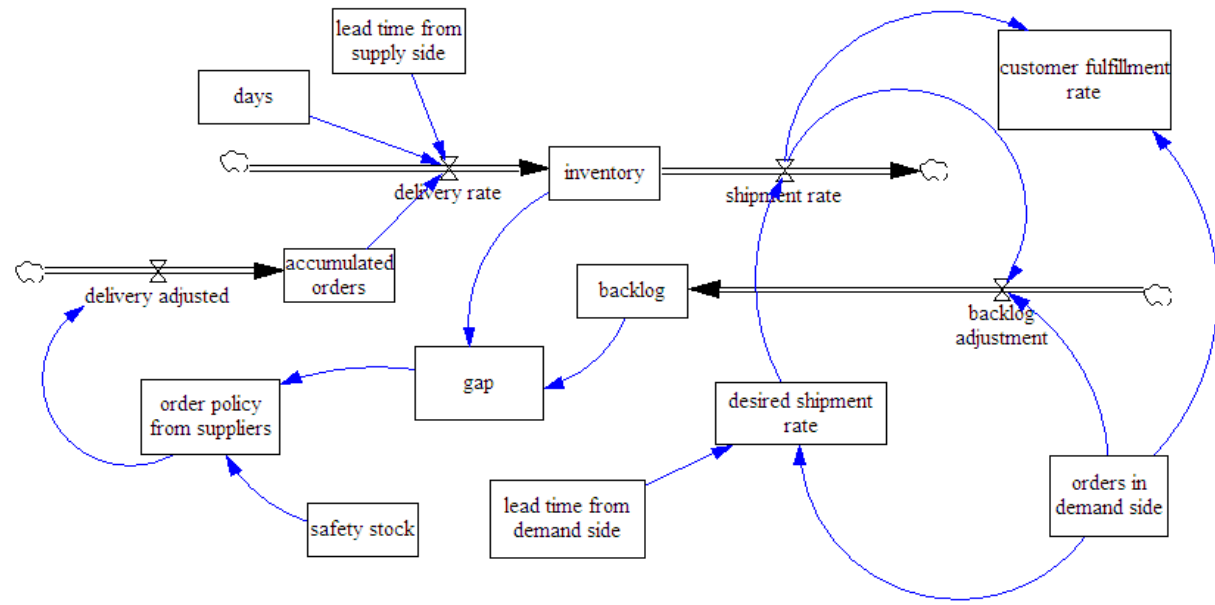 lead time from
supply side
customer fulfillment
rate
days
inventory
delivery rate
shipment rate
accumulated
orders
delivery adjusted
backlog
backlog
adjustment
gap
order policy
from suppliers
desired shipment
rate
orders in
demand side
lead time from
demand side
safety stock